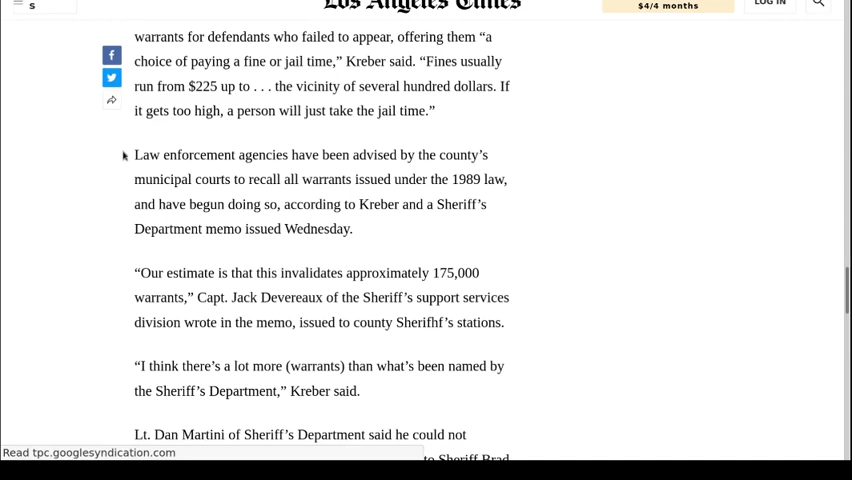 s
Los Angeles Times
$4/4 months
LOG IN
warrants for defendants who failed to appear, offering them “a
choice of paying a fine or jail time,” Kreber said. “Fines usually
run from $225 up to . . . the vicinity of several hundred dollars. If
it gets too high, a person will just take the jail time.”
Law enforcement agencies have been advised by the county’s
municipal courts to recall all warrants issued under the 1989 law,
and have begun doing so, according to Kreber and a Sheriff’s
Department memo issued Wednesday.
“Our estimate is that this invalidates approximately 175,000
warrants,” Capt. Jack Devereaux of the Sheriff’s support services
division wrote in the memo, issued to county Sherifhf’s stations.
“I think there’s a lot more (warrants) than what’s been named by
the Sheriff’s Department,” Kreber said.
Lt. Dan Martini of Sheriff’s Department said he could not
to Sheriff Brad
Read tpc.googlesyndication.com